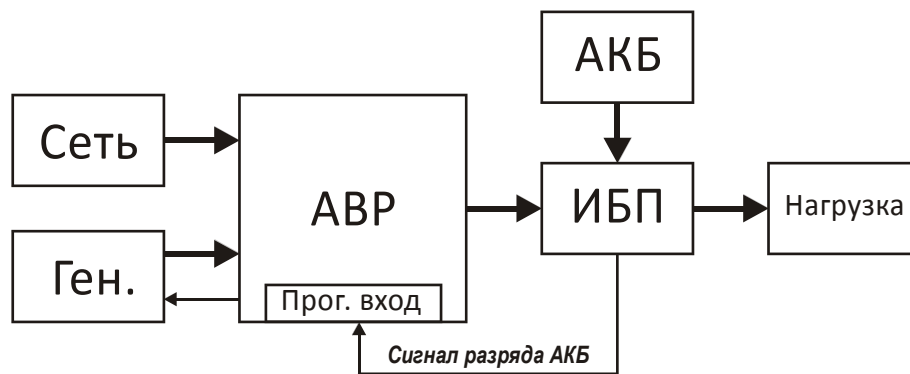 АКБ
Сеть
АВР
ИБП
Нагрузка
Ген.
Прог. вход
Сигнал разряда АКБ